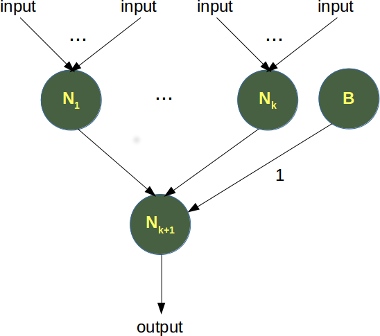 input input input input
... ...
N1 ... Nk B
1
Nk+1
output